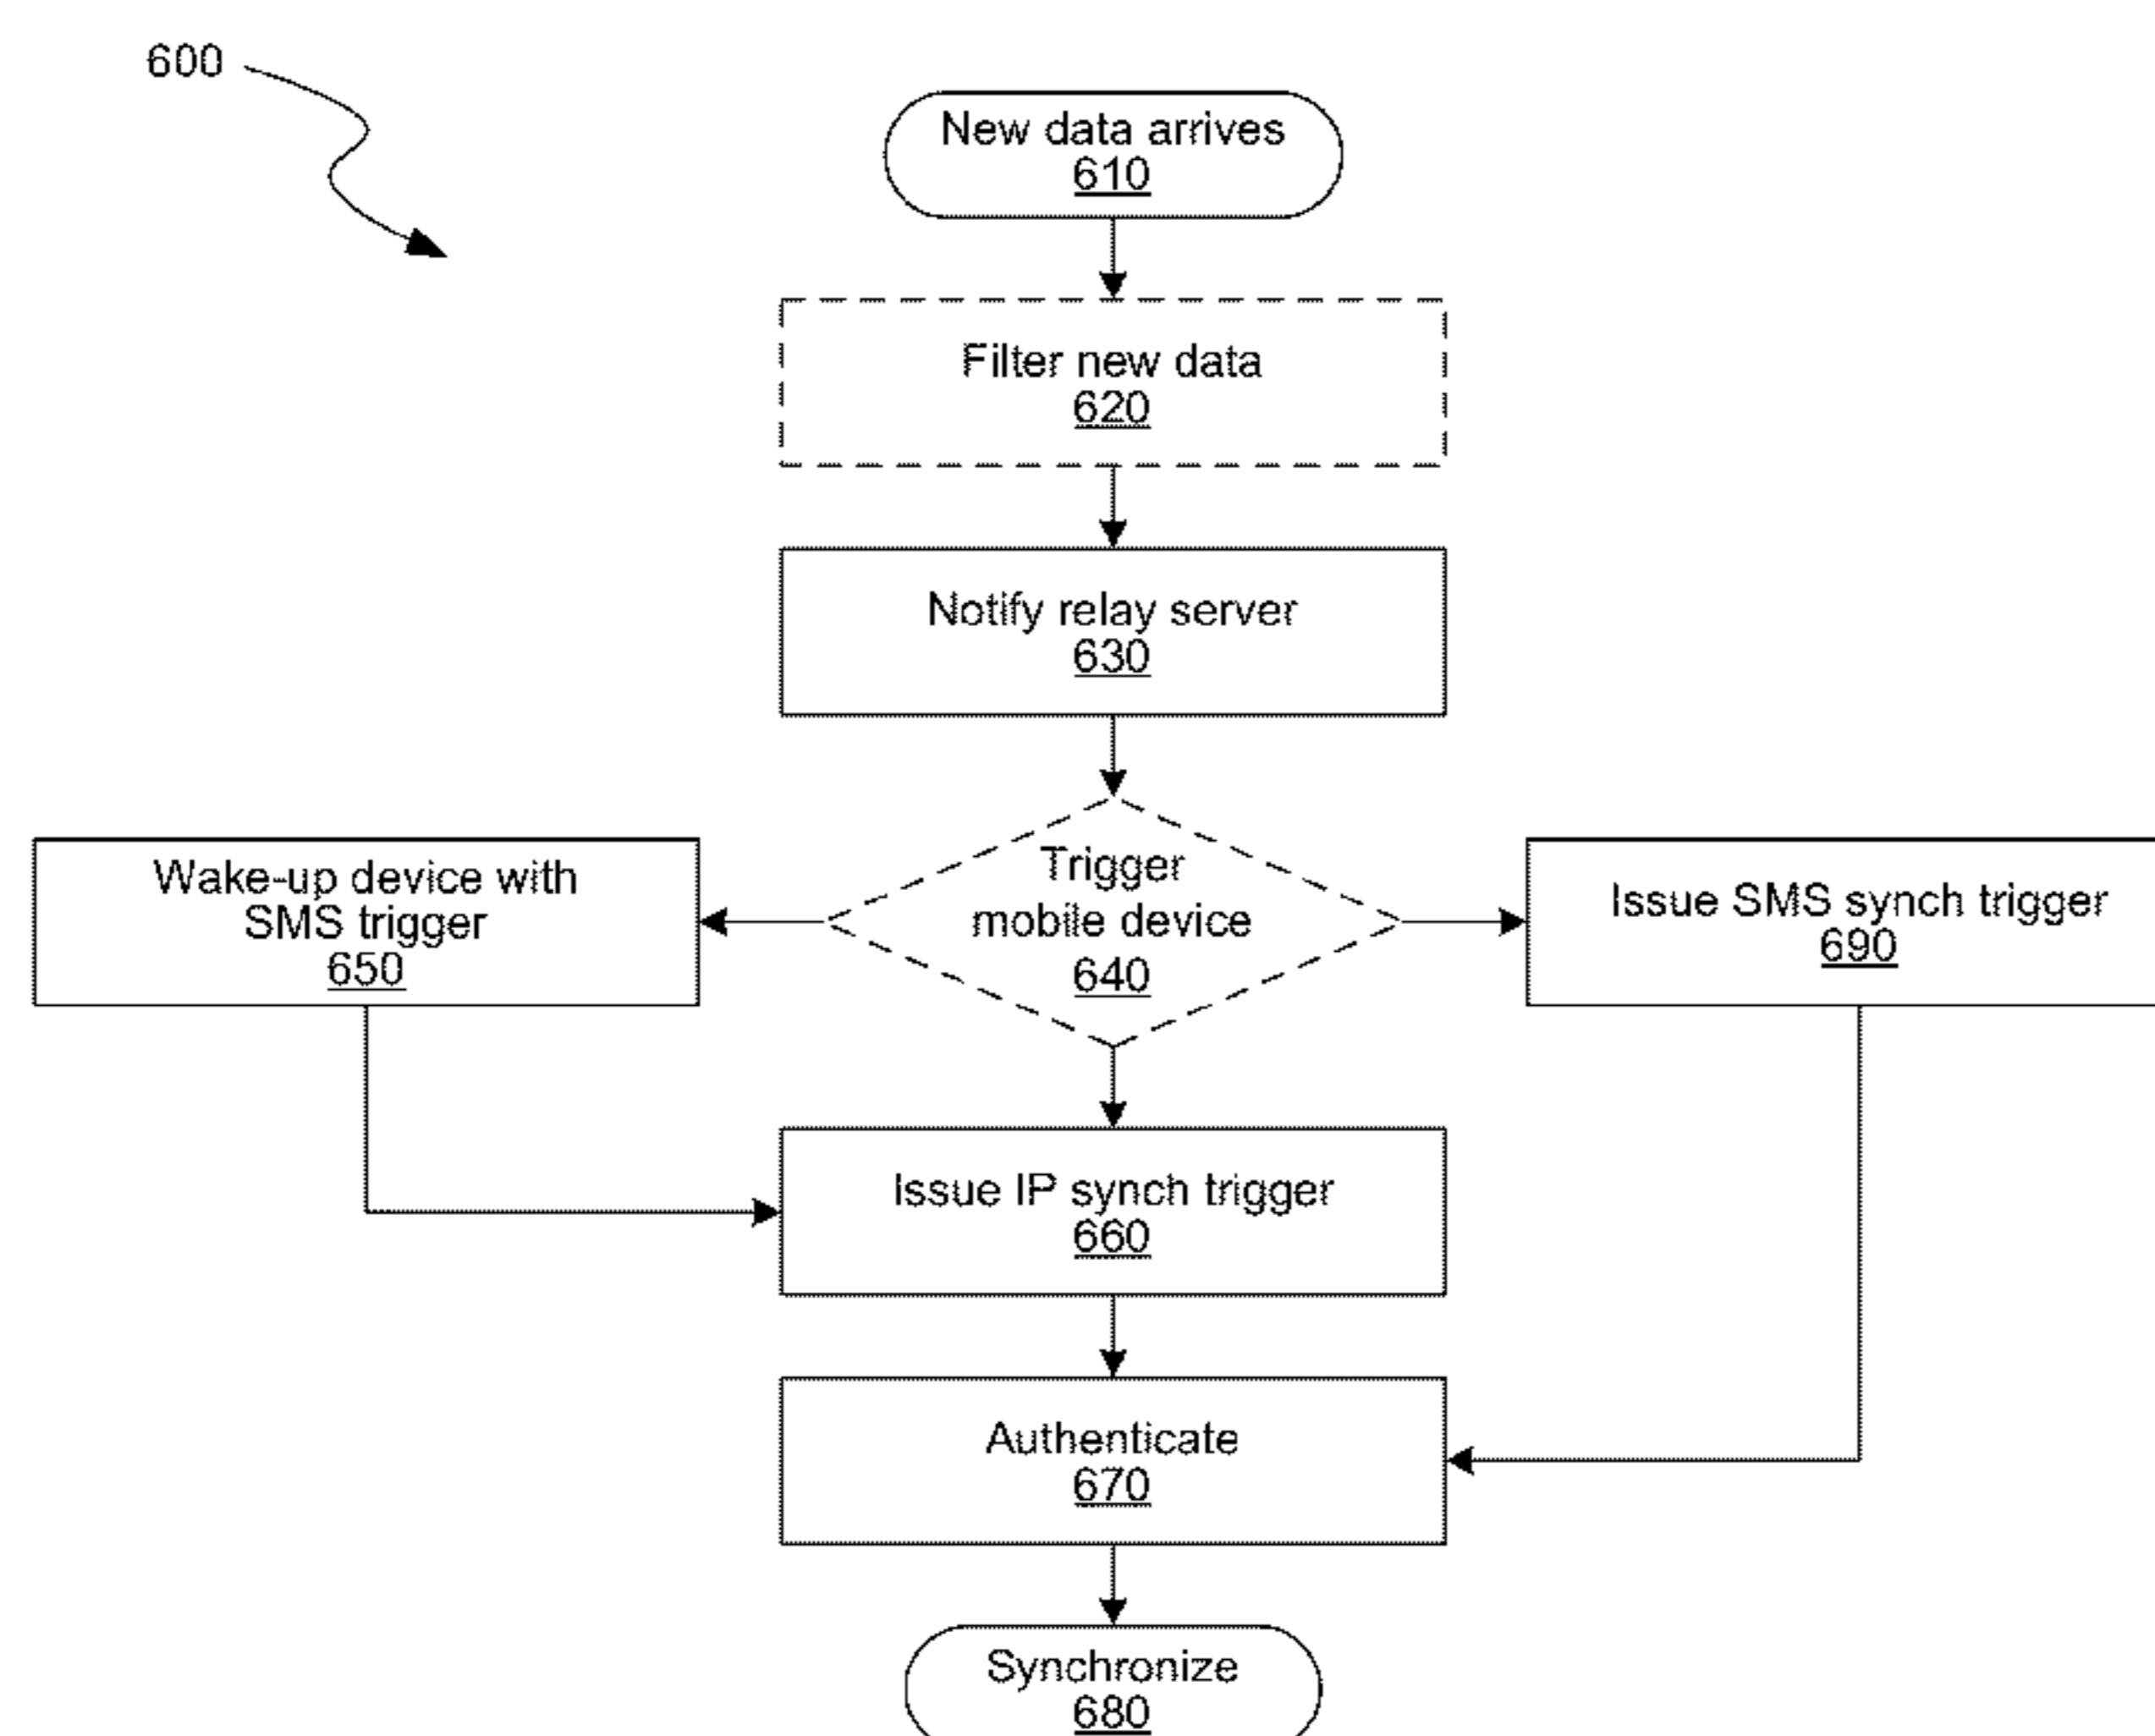 600
New data arrives
610
Filter new data
620
Notify relay server
630
Wake-up device with
SMS trigger
650
Trigger
mobile device
640
Issue SMS synch trigger
690
Issue IP synch trigger
660
Authenticate
670
Synchronize
680